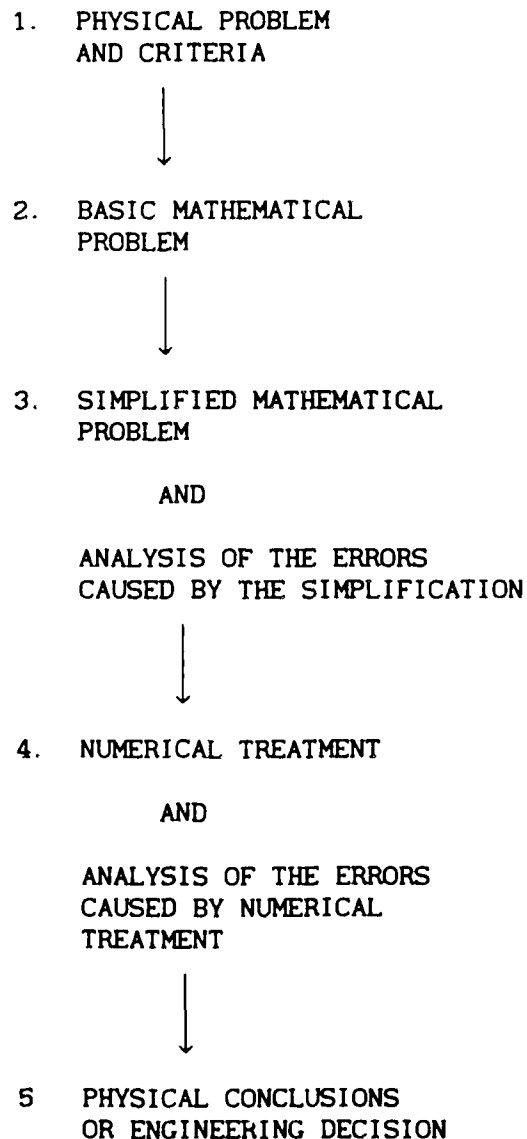 1. PHYSICAL PROBLEM
AND CRITERIA
2. BASIC MATHEMATICAL
PROBLEM
3. SIMPLIFIED MATHEMATICAL
PROBLEM
AND
ANALYSIS OF THE ERRORS
CAUSED BY THE SIMPLIFICATION
4. NUMERICAL TREATMENT
AND
ANALYSIS OF THE ERRORS
CAUSED BY NUMERICAL
TREATMENT
5 PHYSICAL CONCLUSIONS
OR ENGINEERING DECISION